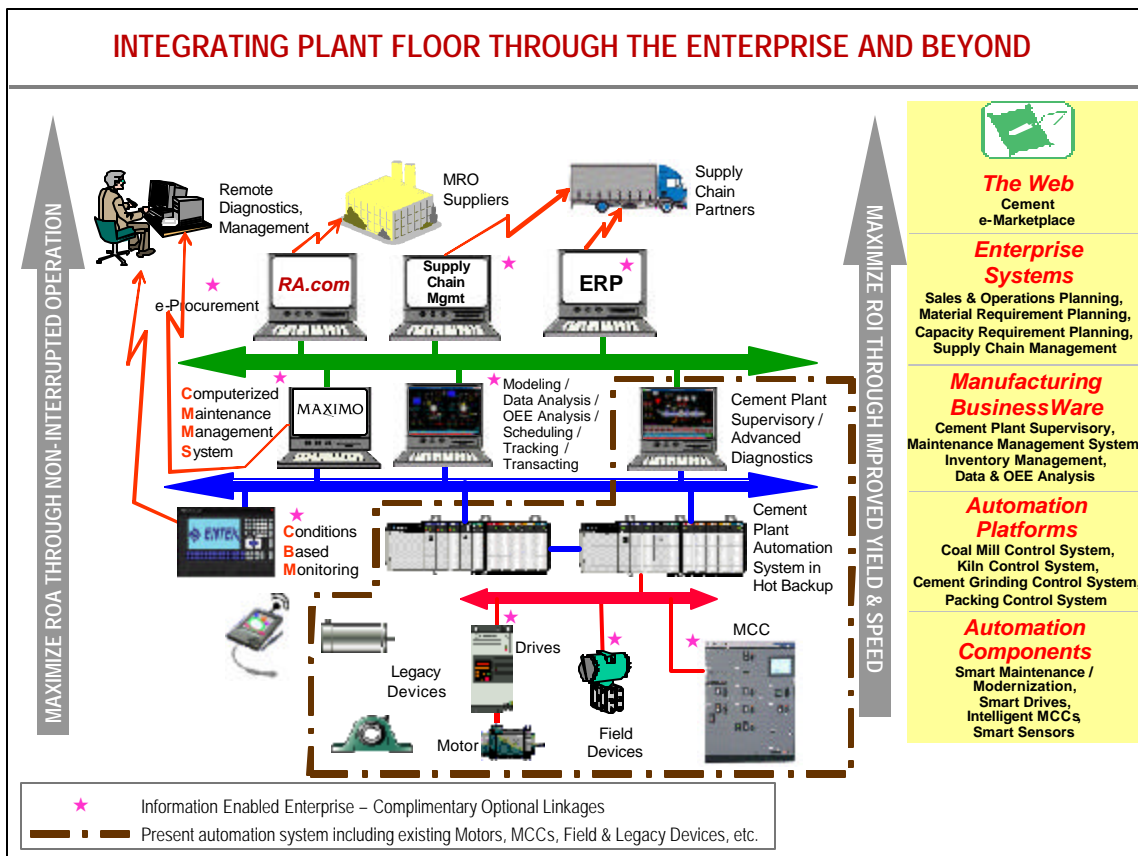 INTEGRATING PLANT FLOOR THROUGH THE ENTERPRISE AND BEYOND
MAXIMIZE ROA THROUGH NON-INTERRUPTED OPERATION
Remote
Diagnostics,
Management
MRO
Suppliers
Supply
Chain
Partners
e-Procurement
RA.com
Supply
Chain
Mgmt
ERP
Computerized
Maintenance
Management
System
MAXIMO
Modeling /
Data Analysis /
OEE Analysis /
Scheduling /
Tracking /
Transacting
Cement Plant
Supervisory /
Advanced
Diagnostics
ENTEK
Conditions
Based
Monitoring
Cement
Plant
Automation
System in
Hot Backup
Legacy
Devices
Drives
Motor
Field
Devices
MCC
MAXIMIZE ROI THROUGH IMPROVED YIELD & SPEED
The Web
Cement
e-Marketplace
Enterprise
Systems
Sales & Operations Planning,
Material Requirement Planning,
Capacity Requirement Planning,
Supply Chain Management
Manufacturing
BusinessWare
Cement Plant Supervisory,
Maintenance Management System
Inventory Management,
Data & OEE Analysis
Automation
Platforms
Coal Mill Control System,
Kiln Control System,
Cement Grinding Control System,
Packing Control System
Automation
Components
Smart Maintenance /
Modernization,
Smart Drives,
Intelligent MCCs,
Smart Sensors
Information Enabled Enterprise – Complimentary Optional Linkages
Present automation system including existing Motors, MCCs, Field & Legacy Devices, etc.